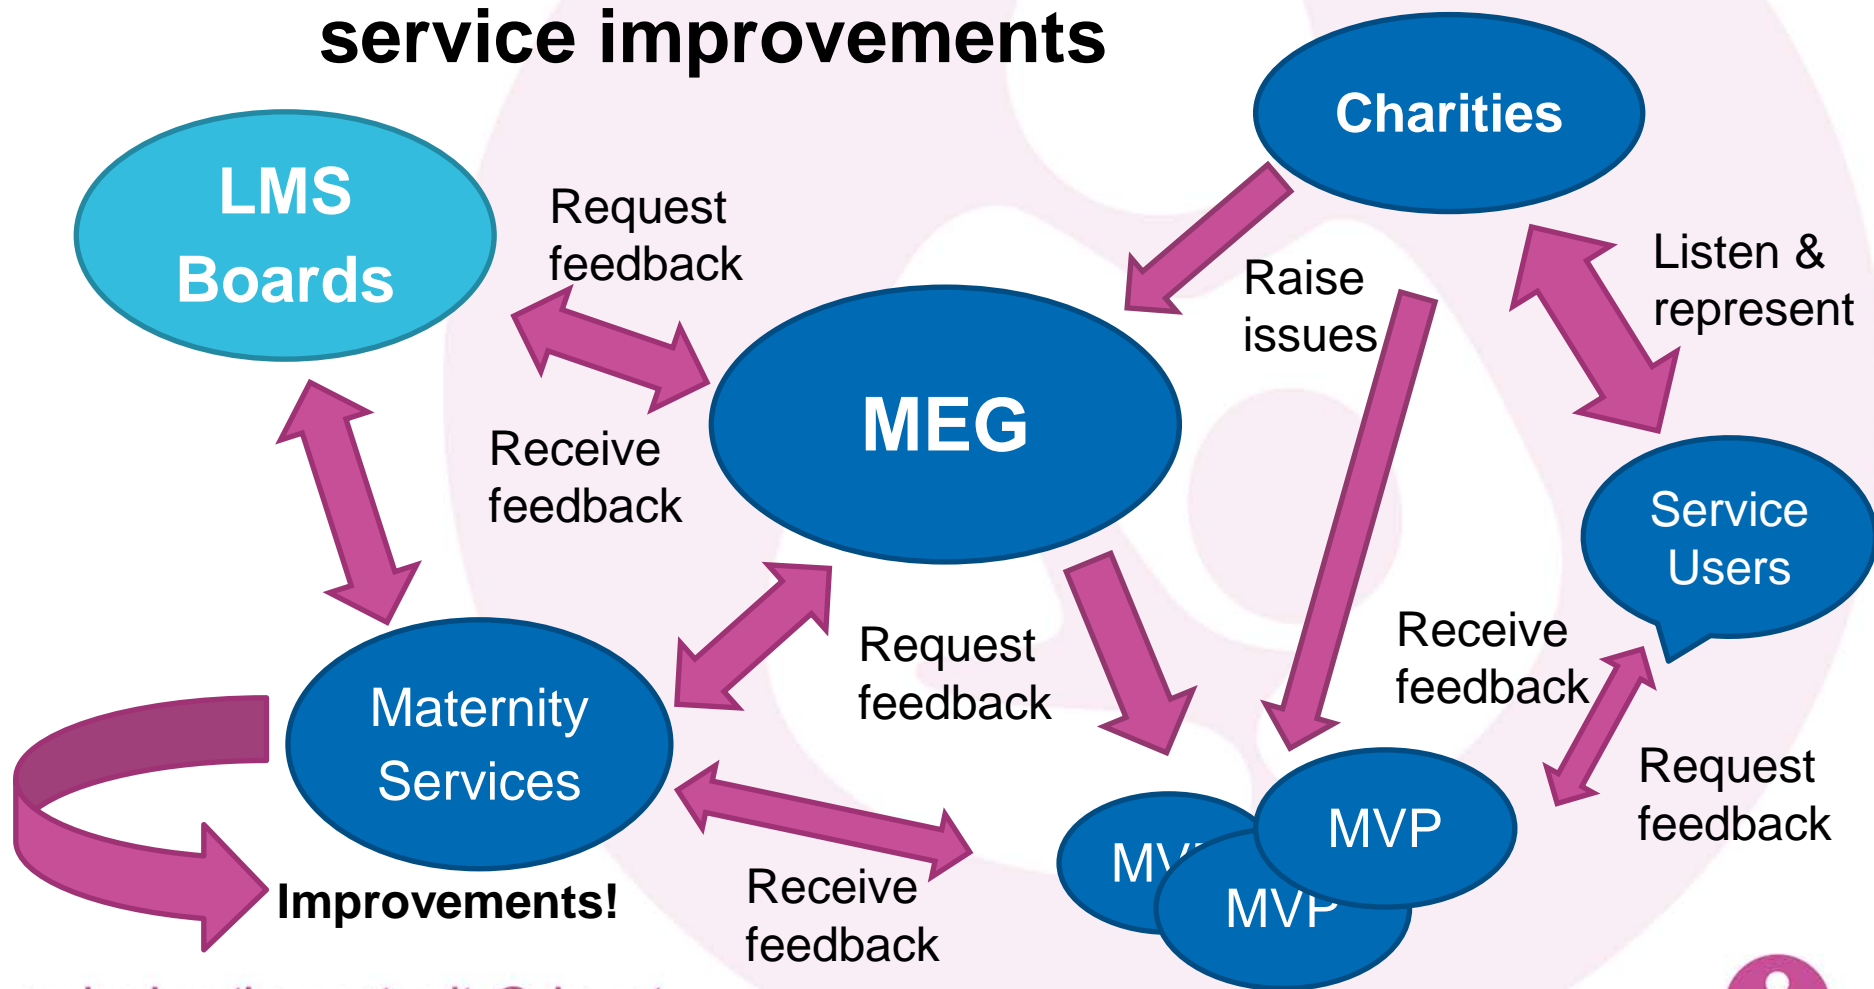 service improvements
Charities
LMS
Boards
Request
feedback
Listen &
represent
Raise
issues
MEG
Receive
feedback
Service
Users
Request
feedback
Receive
feedback
Maternity
Services
Request
feedback
MVP
MVP
Improvements!
Receive
feedback